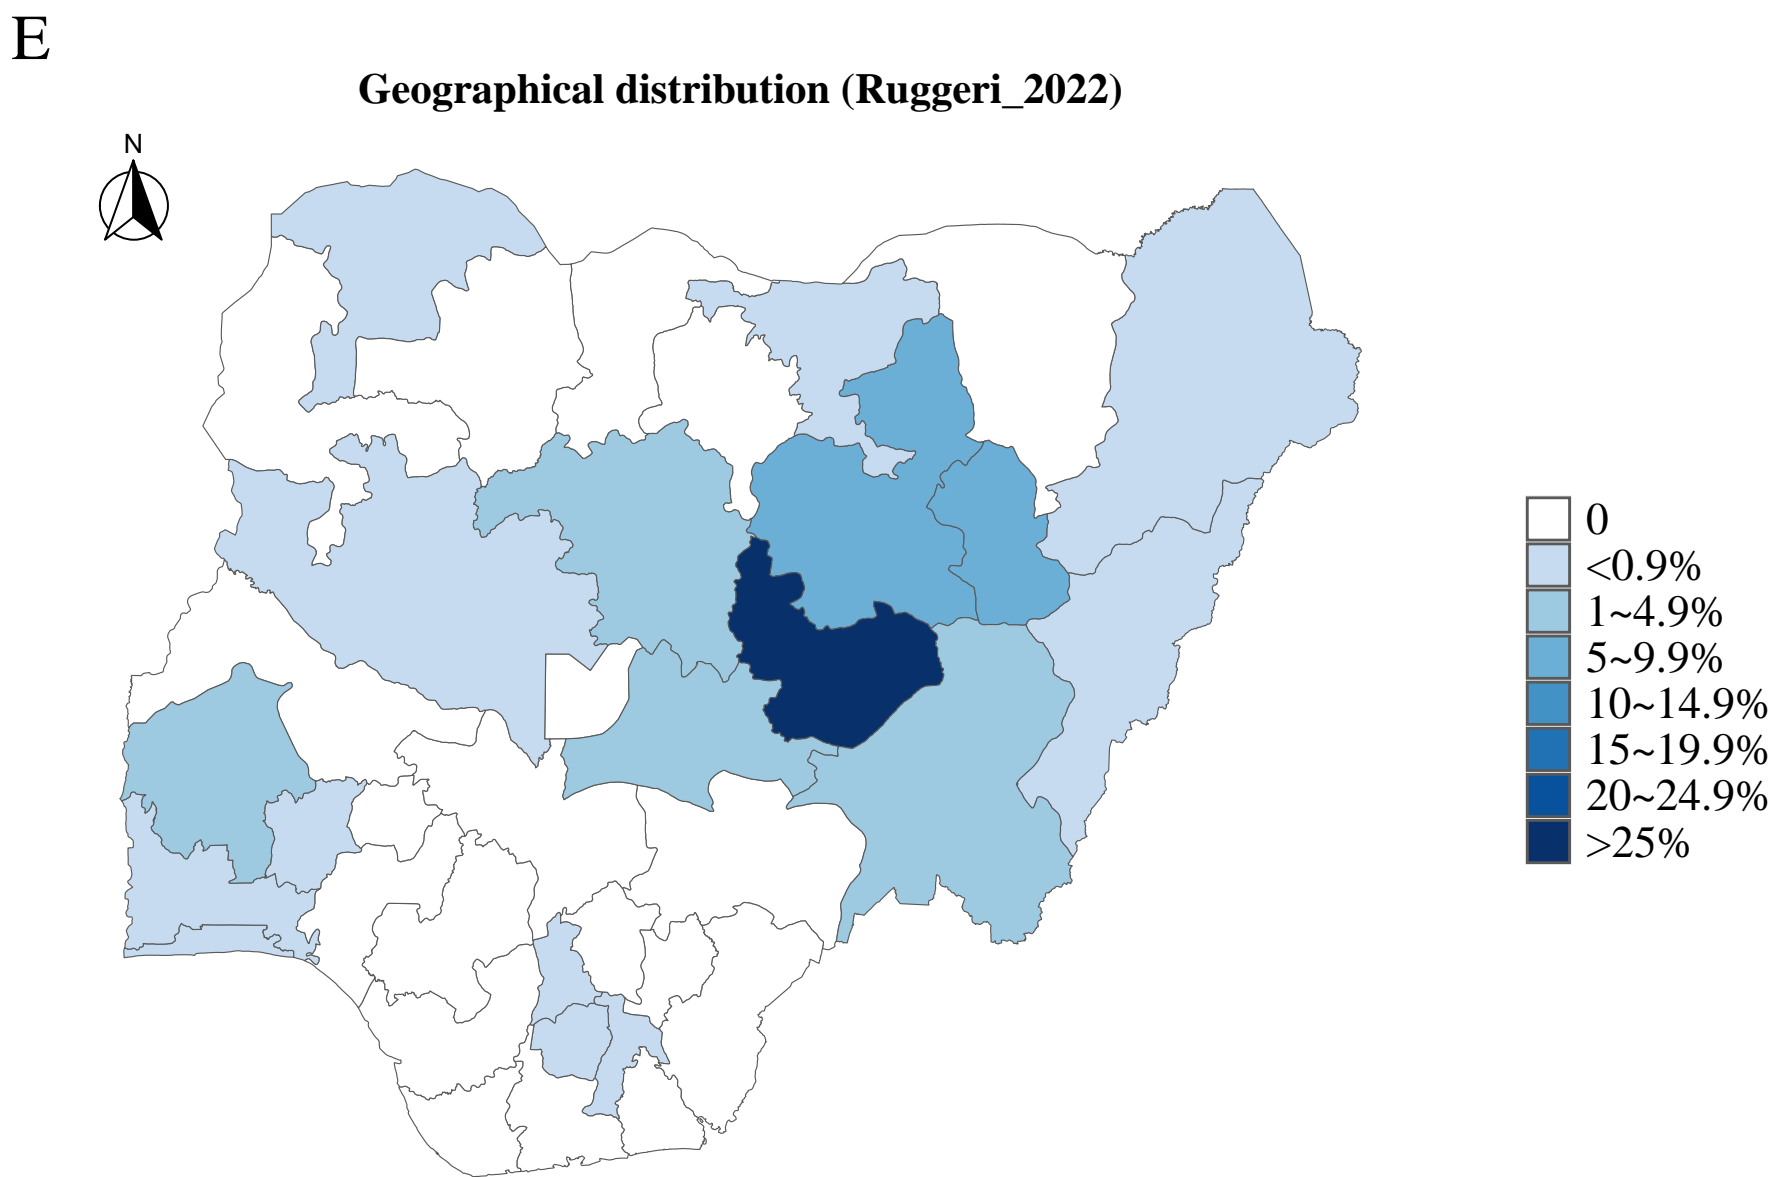 E
Geographical distribution (Ruggeri_2022)
N
0
<0.9%
1~4.9%
5~9.9%
10~14.9%
15~19.9%
20~24.9%
>25%